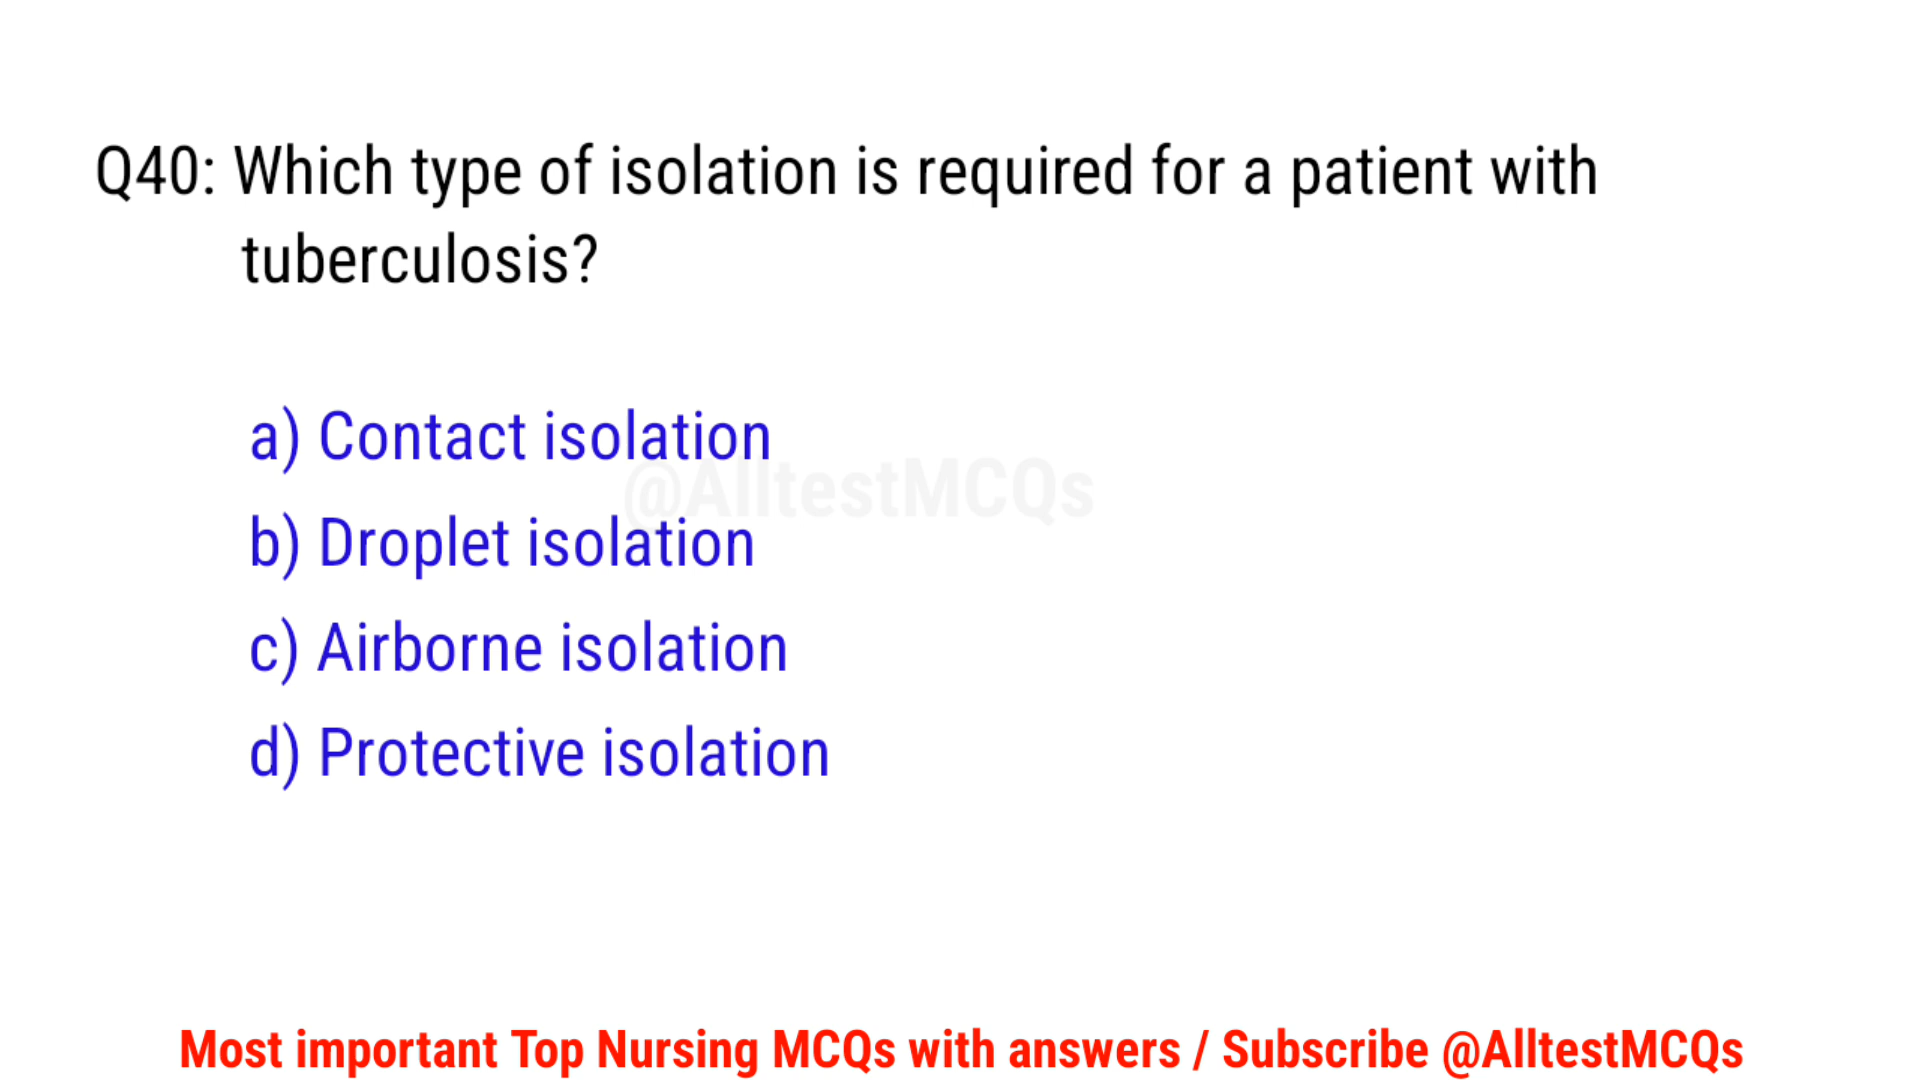 Q40: Which type of isolation is required for a patient with
tuberculosis?
a) Contact isolation
@AlltestMCQs
b) Droplet isolation
c) Airborne isolation
d) Protective isolation
Most important Top Nursing MCQs with answers / Subscribe @AlltestMCQs